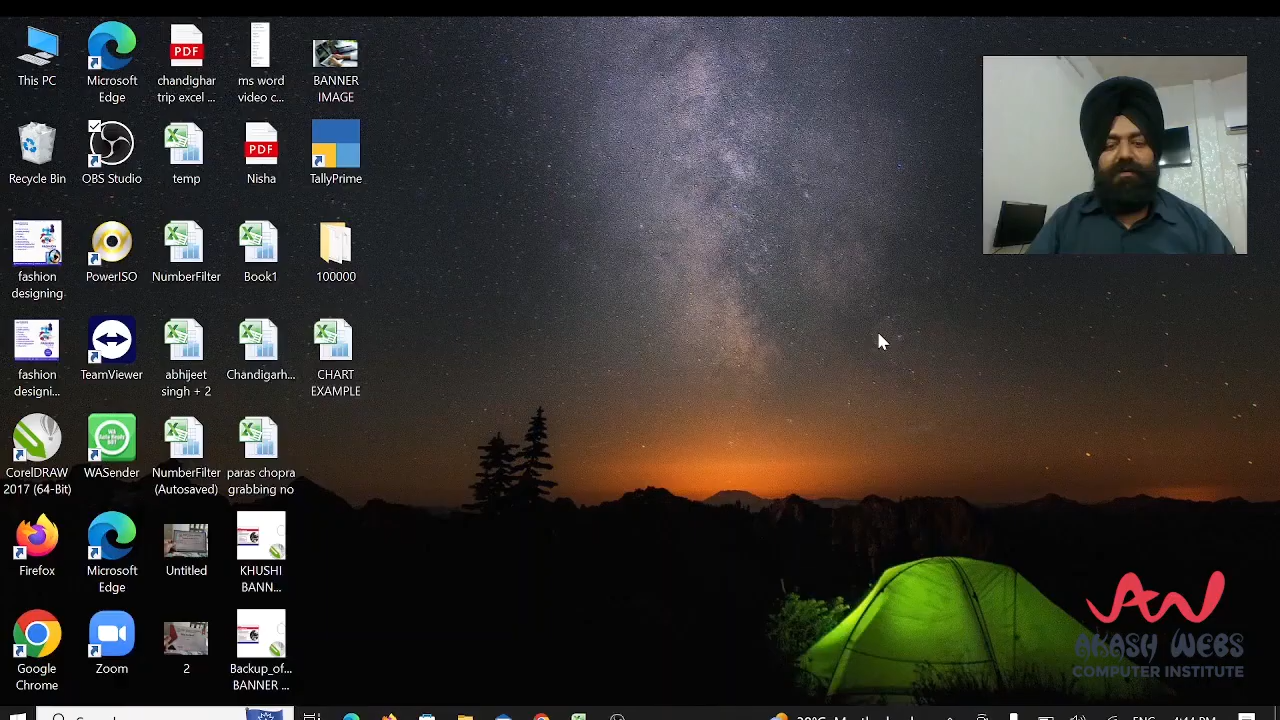 This PC
Microsoft
Edge
PDF
chandighar
trip excel ...
ms word
video c...
BANNER
IMAGE
Recycle Bin
OBS Studio
temp
PDF
Nisha
TallyPrime
fashion
designing
PowerISO
NumberFilter
Book1
100000
fashion
designi...
TeamViewer
abhijeet
singh + 2
Chandigarh...
CHART
EXAMPLE
CorelDRAW
2017 (64-Bit)
WASender
NumberFilter
(Autosaved)
paras chopra
grabbing no
Firefox
Microsoft
Edge
Untitled
KHUSHI
BANN...
Google
Chrome
Zoom
2
Backup_of...
BANNER ...
AW
AKASH WEBS
COMPUTER INSTITUTE